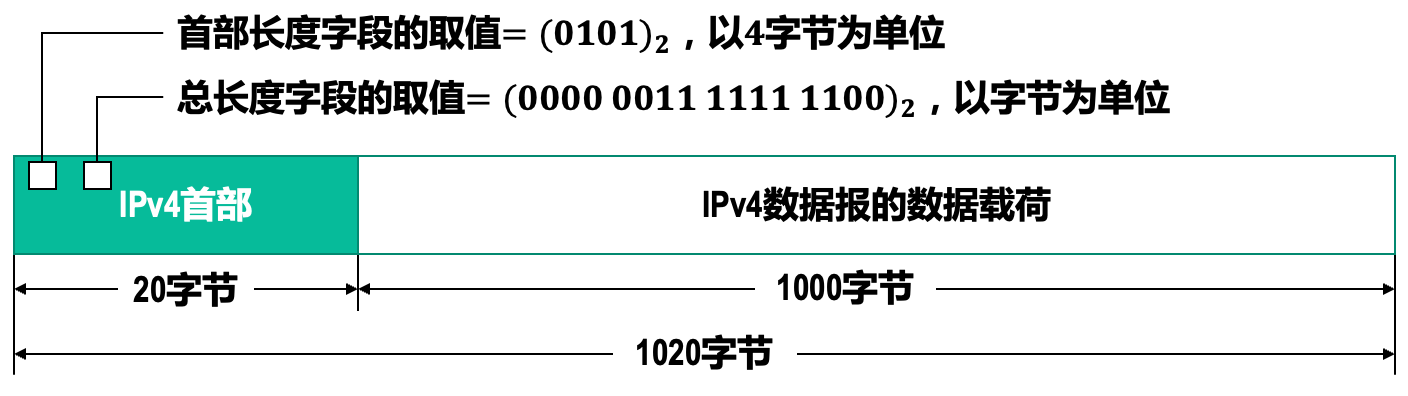 首部长度字段的取值= (0101)₂，以4字节为单位
总长度字段的取值= (0000 0011 1111 1100)₂，以字节为单位
IPv4首部
IPv4数据报的数据载荷
20字节
1000字节
1020字节